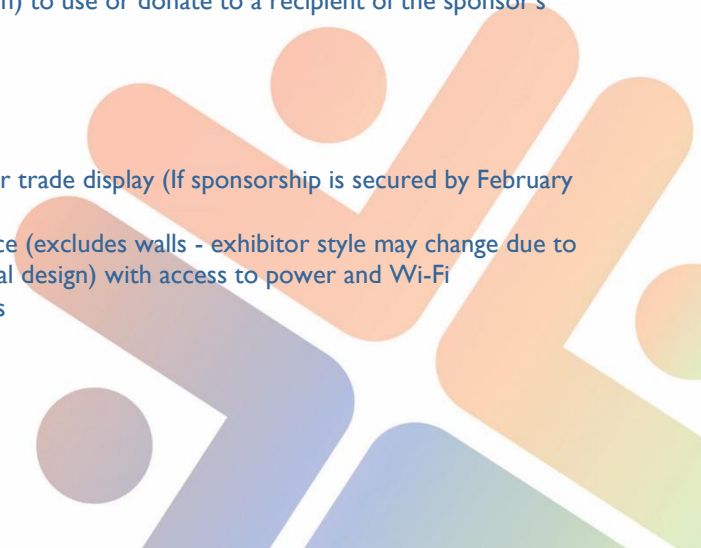 to use or donate to a recipient of the sponsor's
r trade display (If sponsorship is secured by February
ce (excludes walls - exhibitor style may change due to
al design) with access to power and Wi-Fi
s